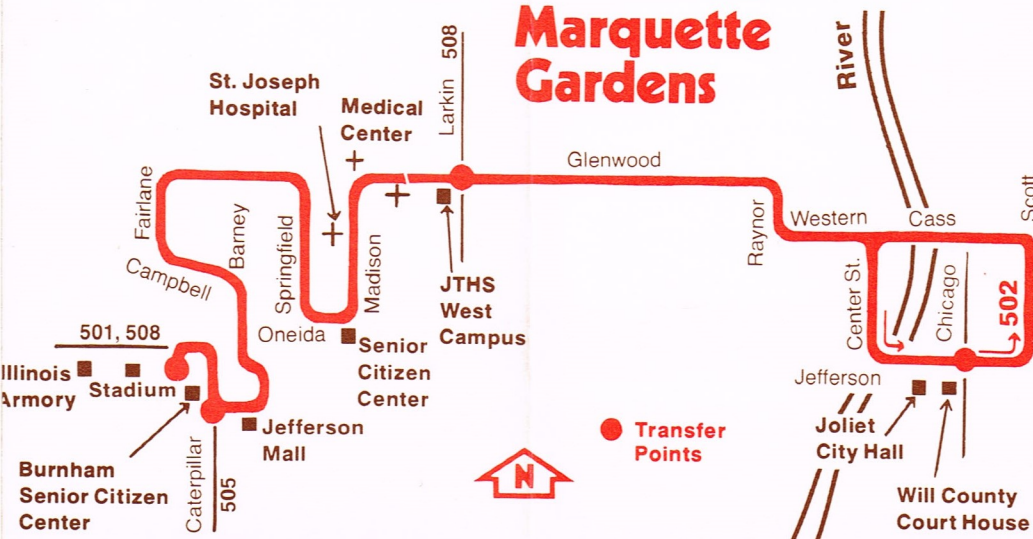 Marquette
Gardens
River
508
Larkin
St. Joseph
Hospital
Medical
Center
Glenwood
Fairlane
Barney
Springfield
Madison
Raynor
Western
Cass
Scott
Campbell
Oneida
JTHS
West
Campus
Center St.
Chicago
502
501, 508
Illinois
Armory
Stadium
Senior
Citizen
Center
Jefferson
Jefferson
Mall
Transfer
Points
Joliet
City Hall
Burnham
Senior Citizen
Center
Caterpillar
505
N
Will County
Court House